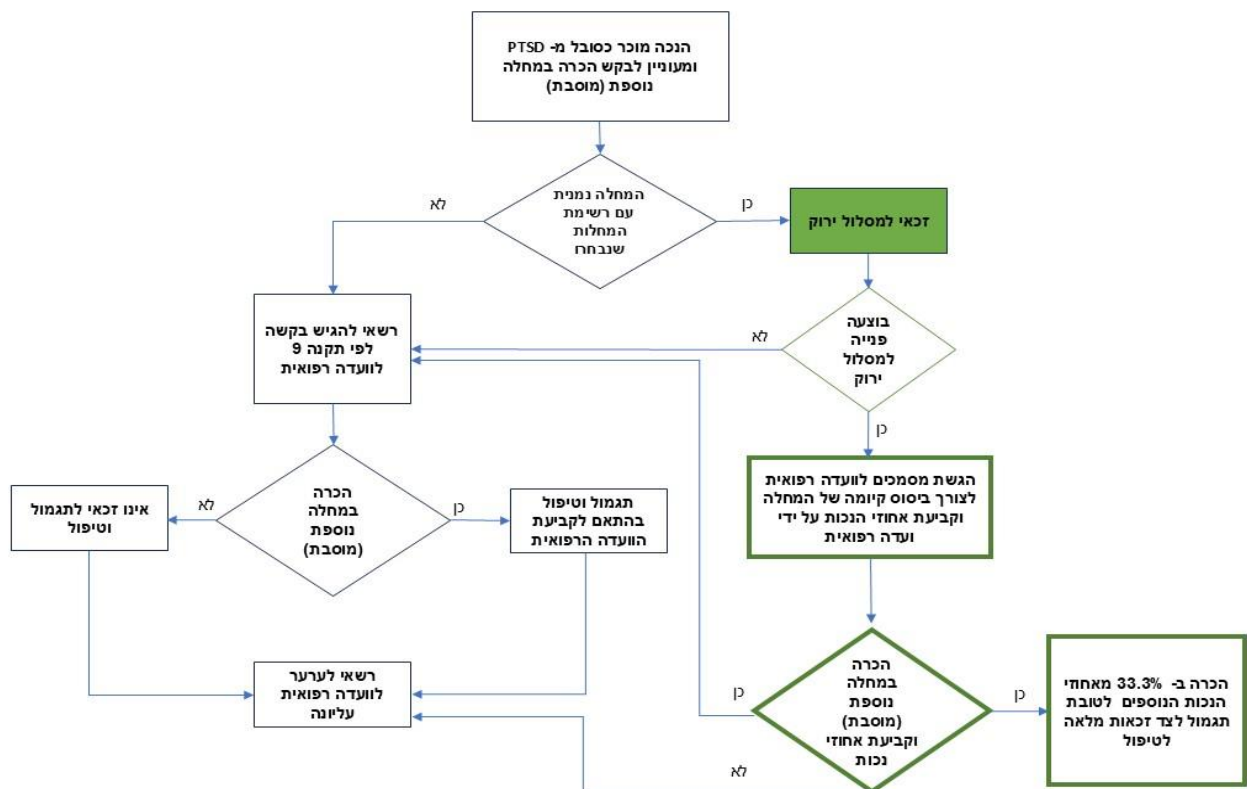 הנכה מוכר כסובל מ- PTSD
ומעוניין לבקש הכרה במחלה
נוספת (מוסבת)
המחלה נמנית
עם רשימת
המחלות
שנבחרו
כן
לא
זכאי למסלול ירוק
רשאי להגיש בקשה
לפי תקנה 9
לוועדה רפואית
בוצעה
פנייה
למסלול
ירוק
לא
כן
הגשת מסמכים לוועדה רפואית
לצורך ביסוס קיומה של המחלה
וקביעת אחוזי הנכות על ידי
ועדה רפואית
הכרה
במחלה
נוספת
(מוסבת)
כן
לא
תגמול וטיפול
בהתאם לקביעת
הוועדה הרפואית
אינו זכאי לתגמול
וטיפול
רשאי לערער
לוועדה רפואית
עליונה
הכרה
במחלה
נוספת
(מוסבת)
וקביעת אחוזי
נכות
כן
כן
לא
הכרה ב- 33.3% מאחוזי
הנכות הנוספים לטובת
תגמול לצד זכאות מלאה
לטיפול